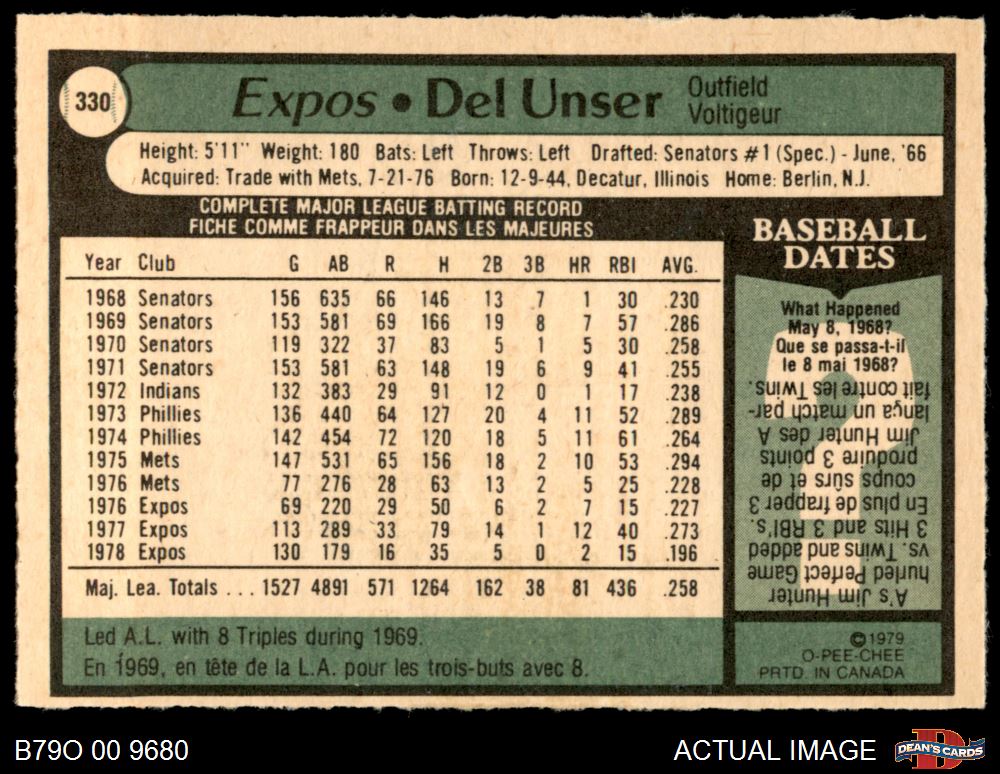 330
Expos • Del Unser
Outfield
Voltigeur
Height: 5'11" Weight: 180 Bats: Left Throws: Left Drafted: Senators #1 (Spec.) - June, '66
Acquired: Trade with Mets, 7-21-76 Born: 12-9-44, Decatur, Illinois Home: Berlin, N.J.
COMPLETE MAJOR LEAGUE BATTING RECORD
FICHE COMME FRAPPEUR DANS LES MAJEURES
Year Club G AB R H 2B 3B HR RBI AVG.
1968 Senators 156 635 66 146 13 7 1 30 .230
1969 Senators 153 581 69 166 19 8 7 57 .286
1970 Senators 119 322 37 83 5 1 5 30 .258
1971 Senators 153 581 63 148 19 6 9 41 .255
1972 Indians 132 383 29 91 12 0 1 17 .238
1973 Phillies 136 440 64 127 20 4 11 52 .289
1974 Phillies 142 454 72 120 18 5 11 61 .264
1975 Mets 147 531 65 156 18 2 10 53 .294
1976 Mets 77 276 28 63 13 2 5 25 .228
1976 Expos 69 220 29 50 6 2 7 15 .227
1977 Expos 113 289 33 79 14 1 12 40 .273
1978 Expos 130 179 16 35 5 0 2 15 .196
Maj. Lea. Totals . . . 1527 4891 571 1264 162 38 81 436 .258
Led A.L. with 8 Triples during 1969.
En 1969, en tête de la L.A. pour les trois-buts avec 8.
BASEBALL
DATES
What Happened
May 8, 1968?
Que se passa-t-il
le 8 mai 1968?
A's Jim Hunter
hurled Perfect Game
vs. Twins and added
3 Hits and 3 RBI's.
En plus de frapper 3
coups sûrs et de
produire 3 points
Jim Hunter des A
lança un match par-
fait contre les Twins.
©1979
O-PEE-CHEE
PRTD. IN CANADA
B79O 00 9680
ACTUAL IMAGE
D
DEAN'S CARDS